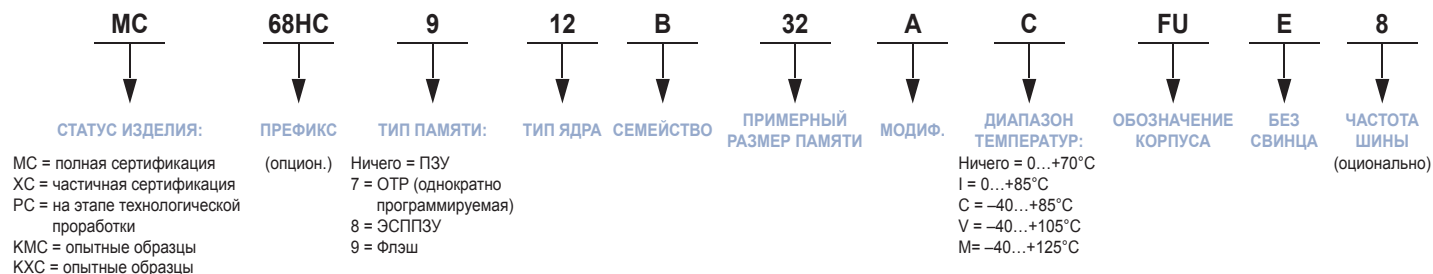 MC 68HC 9 12 B 32 A C FU E 8
СТАТУС ИЗДЕЛИЯ:
MC = полная сертификация
XC = частичная сертификация
PC = на этапе технологической
проработки
KMC = опытные образцы
KXC = опытные образцы
ПРЕФИКС
(опцион.)
ТИП ПАМЯТИ:
Ничего = ПЗУ
7 = OTP (однократно
программируемая)
8 = ЭСППЗУ
9 = Флэш
ТИП ЯДРА
СЕМЕЙСТВО
ПРИМЕРНЫЙ
РАЗМЕР ПАМЯТИ
МОДИФ.
ДИАПАЗОН
ТЕМПЕРАТУР:
Ничего = 0…+70°C
I = 0…+85°C
C = –40…+85°C
V = –40…+105°C
M= –40…+125°C
ОБОЗНАЧЕНИЕ
КОРПУСА
БЕЗ
СВИНЦА
ЧАСТОТА
ШИНЫ
(оционально)